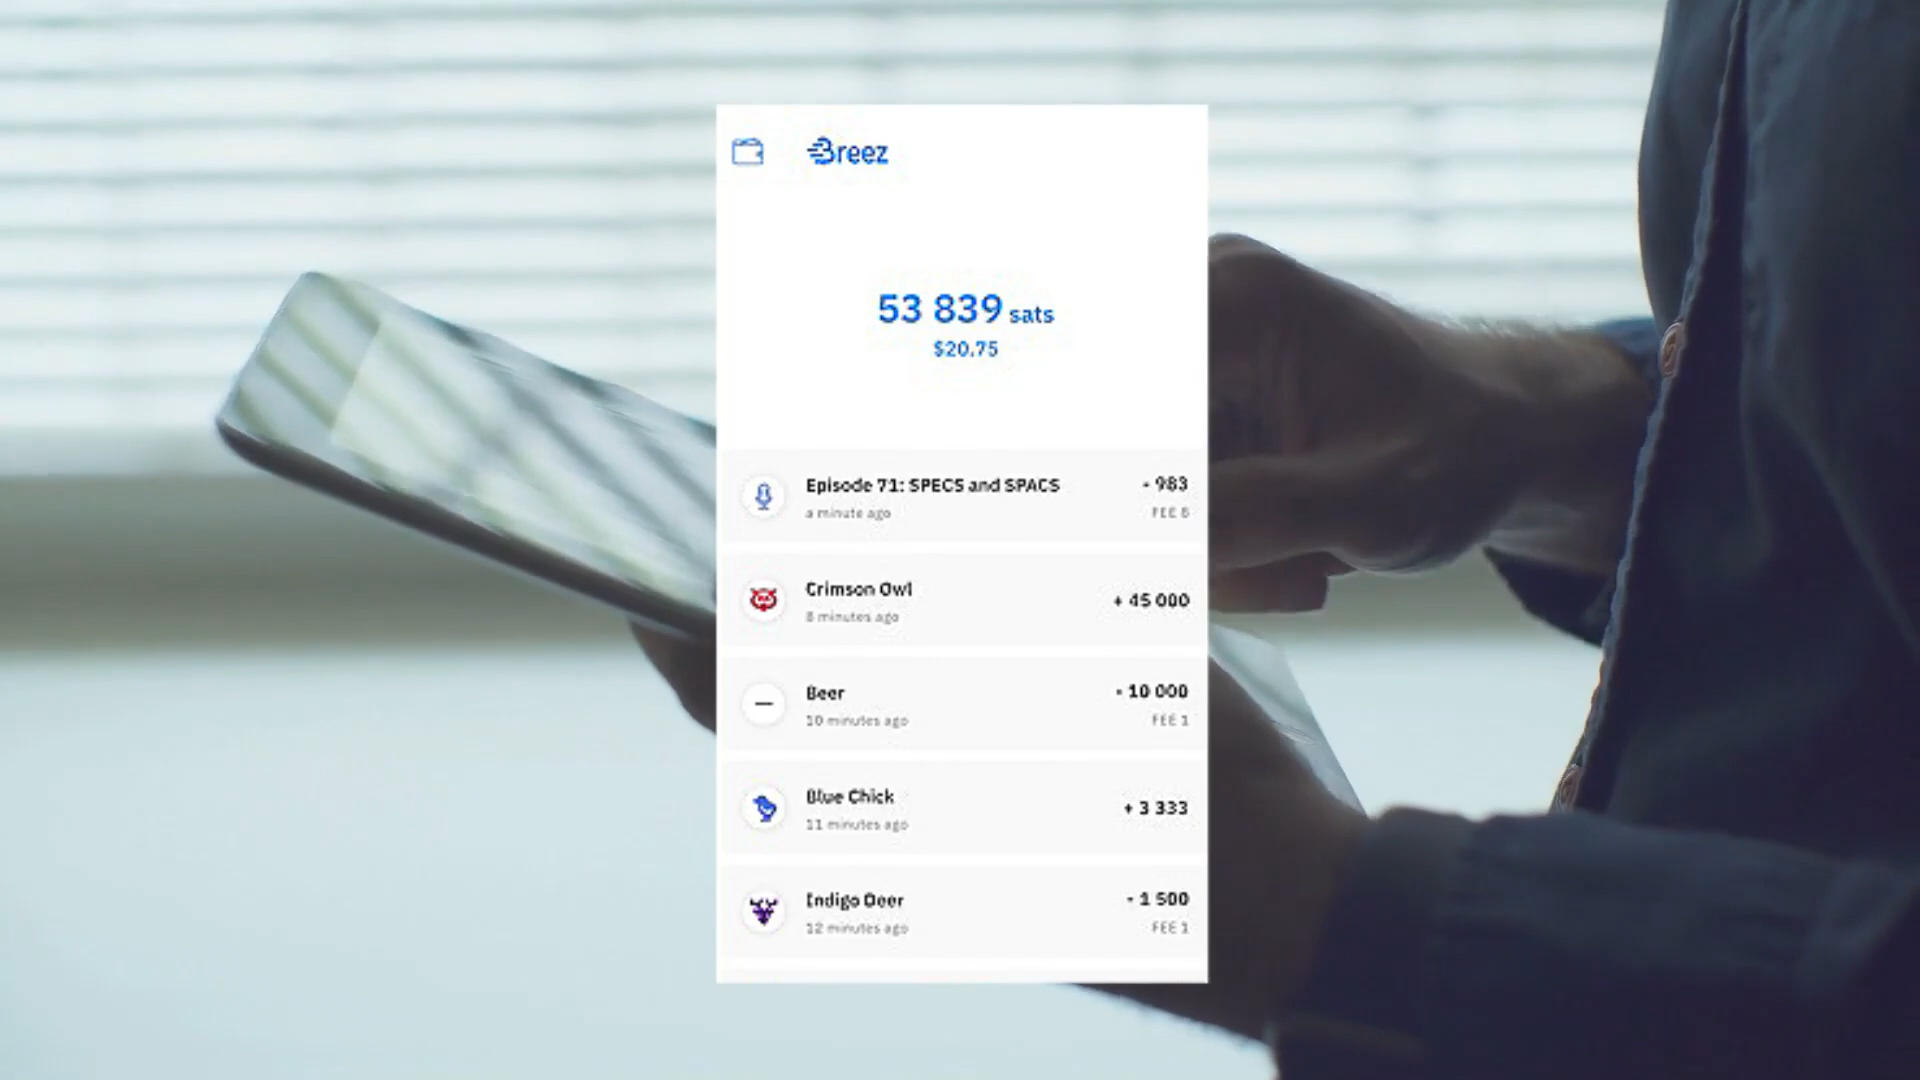 Breez
53 839 sats
$20.75
Episode 71: SPECS and SPACS
- 983
a minute ago
FEE
Crimson Owl
+ 45 000
minutes ago
Beer
- 10 000
10 minutes ago
FEE 1
Blue Chick
+ 3 333
11 minutes ago
Indigo Deer
- 1 500
12 minutes ago
FEE 1